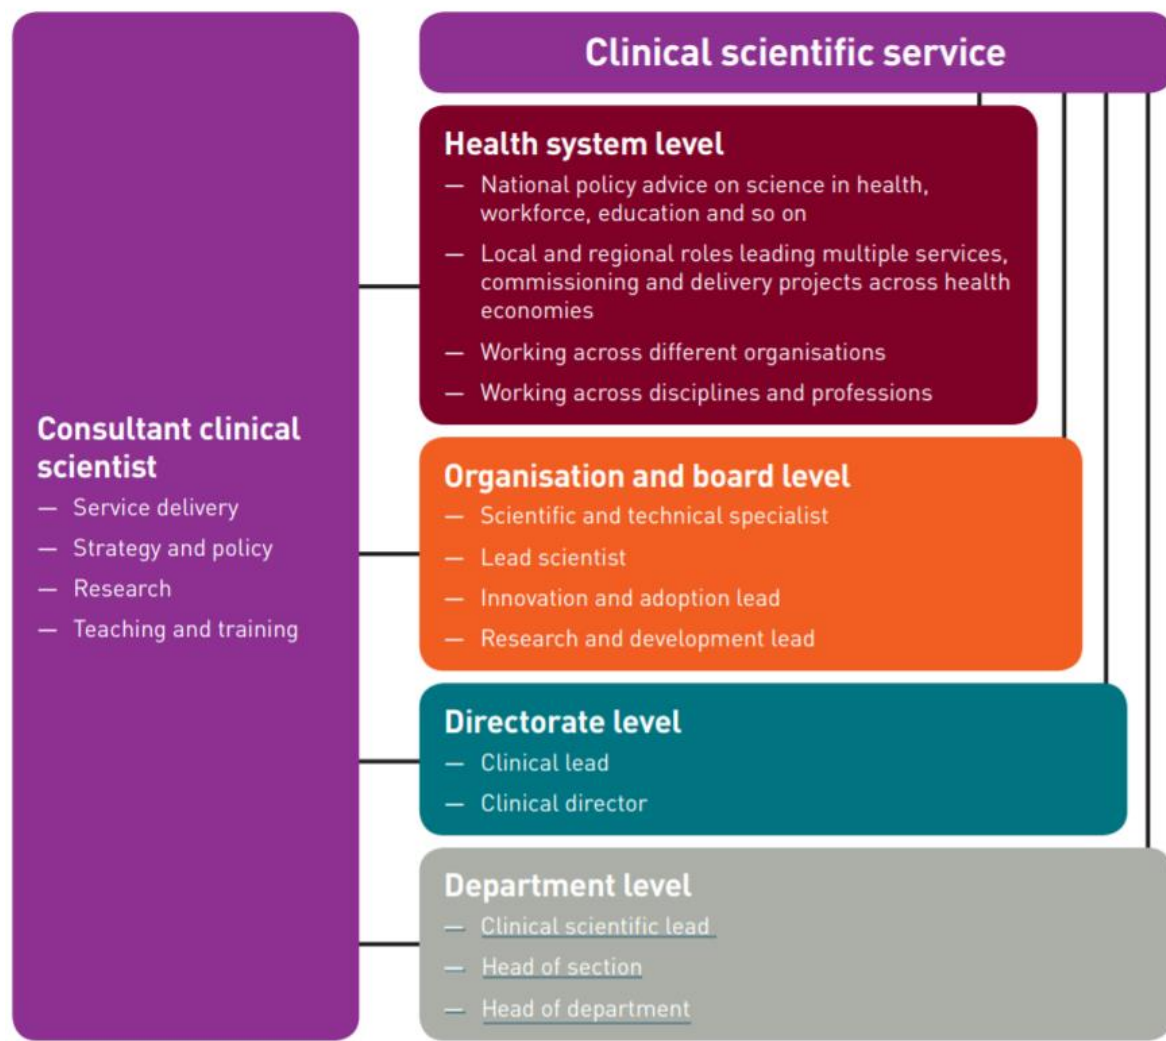 Consultant clinical
scientist
— Service delivery
— Strategy and policy
— Research
— Teaching and training
Clinical scientific service
Health system level
— National policy advice on science in health,
workforce, education and so on
— Local and regional roles leading multiple services,
commissioning and delivery projects across health
economies
— Working across different organisations
— Working across disciplines and professions
Organisation and board level
— Scientific and technical specialist
— Lead scientist
— Innovation and adoption lead
— Research and development lead
Directorate level
— Clinical lead
— Clinical director
Department level
— Clinical scientific lead
— Head of section
— Head of department